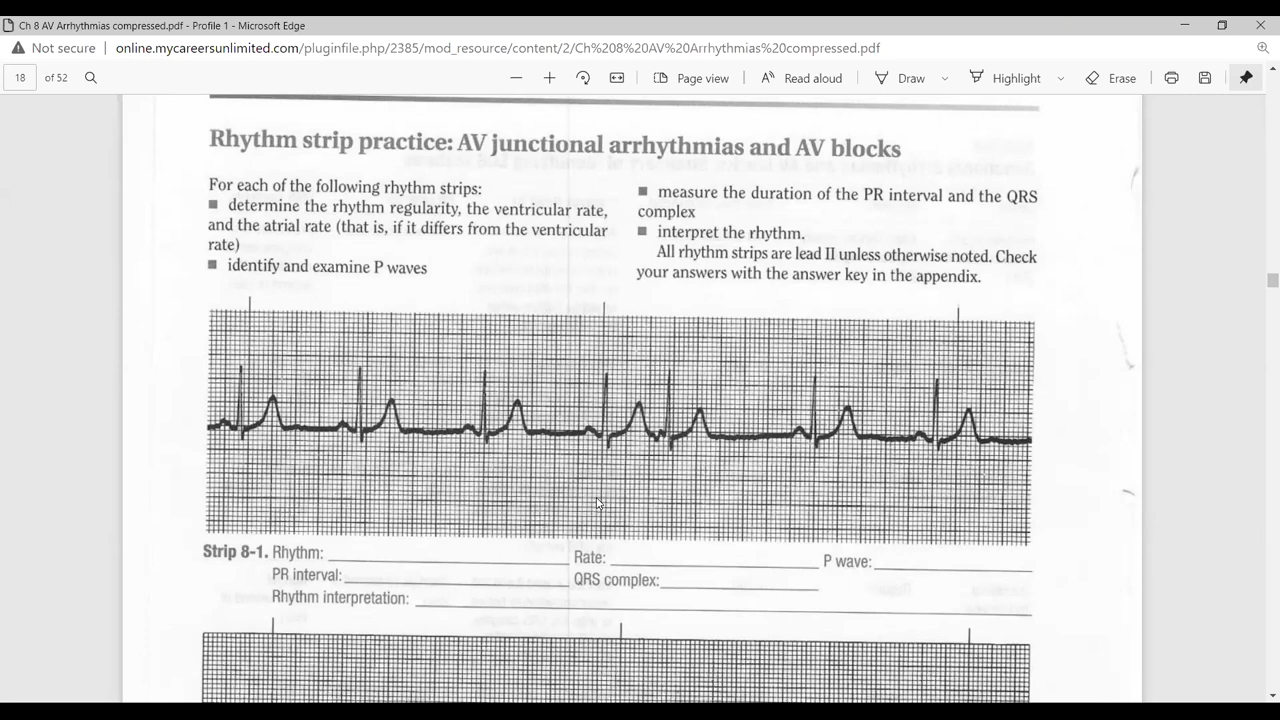 Ch 8 AV Arrhythmias compressed.pdf - Profile 1 - Microsoft Edge
Not secure | online.mycareersunlimited.com/pluginfile.php/2385/mod_resource/content/2/Ch%208%20AV%20Arrhythmias%20compressed.pdf
18 of 52 Page view Read aloud Draw Highlight Erase
Rhythm strip practice: AV junctional arrhythmias and AV blocks
For each of the following rhythm strips:
■ determine the rhythm regularity, the ventricular rate,
and the atrial rate (that is, if it differs from the ventricular
rate)
■ identify and examine P waves
■ measure the duration of the PR interval and the QRS
complex
■ interpret the rhythm.
All rhythm strips are lead II unless otherwise noted. Check
your answers with the answer key in the appendix.
Strip 8-1. Rhythm: Rate: P wave:
PR interval: QRS complex:
Rhythm interpretation: